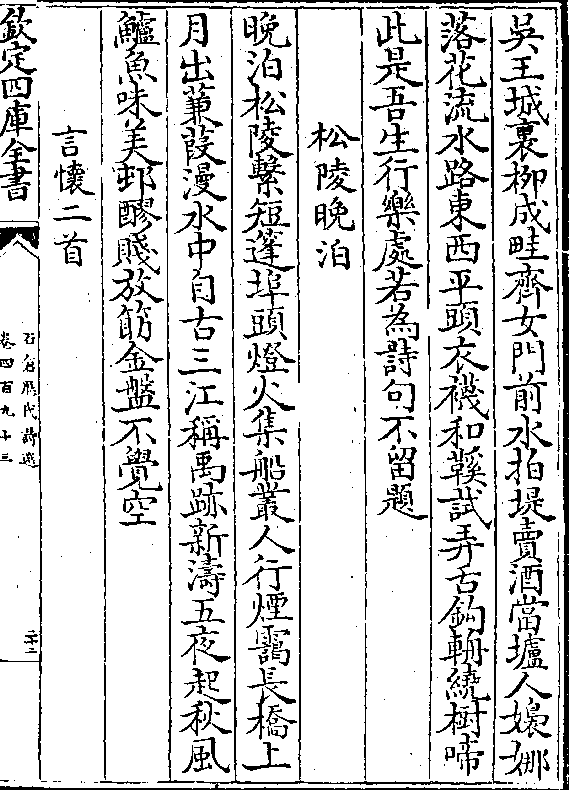 吳王城裏柳成畦齊女門前水拍堤賣酒當壚人嬝娜
落花流水路東西平頭衣襪和鞵試弄舌鉤輈繞樹啼
此是吾生行樂處若為詩句不留題
松陵晚泊
晚泊松陵繫短蓬埠頭燈火集船叢人行煙靄長橋上
月出蒹葭漫水中自古三江稱禹跡新濤五夜起秋風
鱸魚味美邨醪賤放筯金盤不覺空
言懷二首
欽定四庫全書
石倉歷代詩選
卷四百九十三
二十二